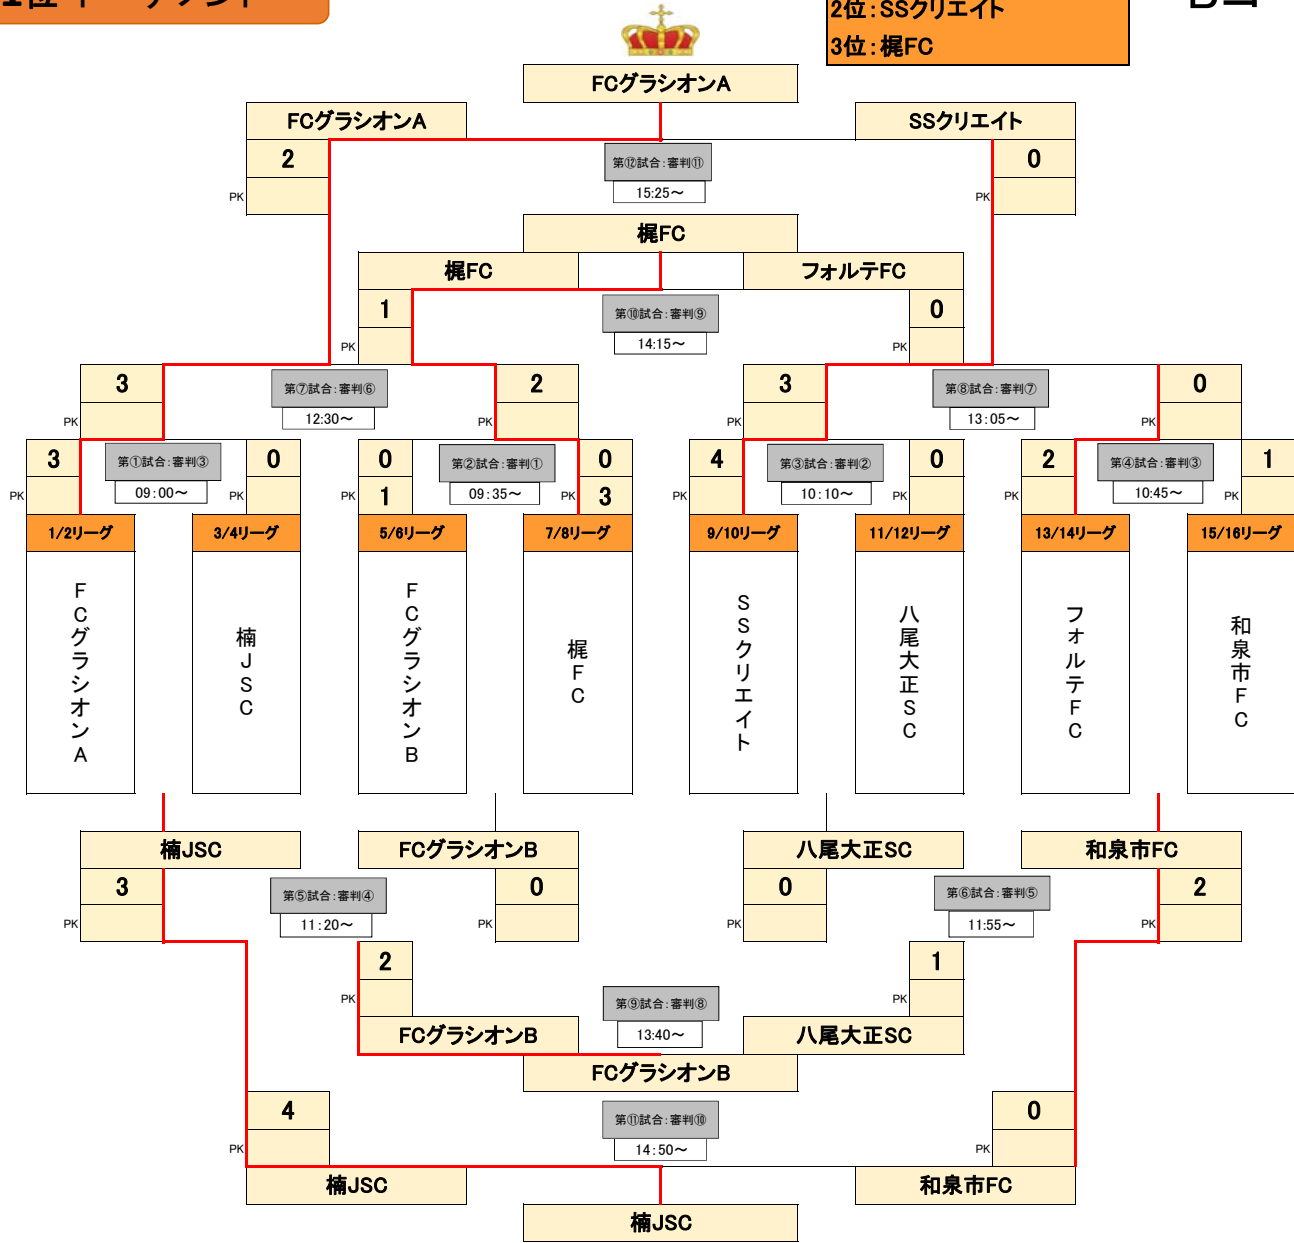 2位：SSクリエイト
3位：梶FC
FCグラシオンA
FCグラシオンA
SSクリエイト
2
第⑫試合：審判⑪
0
PK
15:25～
PK
梶FC
梶FC
フォルテFC
1
第⑩試合：審判⑨
0
PK
14:15～
PK
3
第⑦試合：審判⑥
2
3
第⑧試合：審判⑦
0
PK
12:30～
PK
PK
13:05～
PK
3
第①試合：審判③
0
0
第②試合：審判①
0
4
第③試合：審判②
0
2
第④試合：審判③
1
PK
09:00～
PK
PK
1
09:35～
PK
3
PK
10:10～
PK
PK
10:45～
PK
1/2リーグ
3/4リーグ
5/6リーグ
7/8リーグ
9/10リーグ
11/12リーグ
13/14リーグ
15/16リーグ
FCグラシオンA
楠JSC
FCグラシオンB
梶FC
SSクリエイト
八尾大正SC
フォルテFC
和泉市FC
楠JSC
FCグラシオンB
八尾大正SC
和泉市FC
3
第⑤試合：審判④
0
0
第⑥試合：審判⑤
2
PK
11:20～
PK
PK
11:55～
PK
2
1
PK
第⑨試合：審判⑧
PK
FCグラシオンB
13:40～
八尾大正SC
FCグラシオンB
4
第⑪試合：審判⑩
0
PK
14:50～
PK
楠JSC
和泉市FC
楠JSC